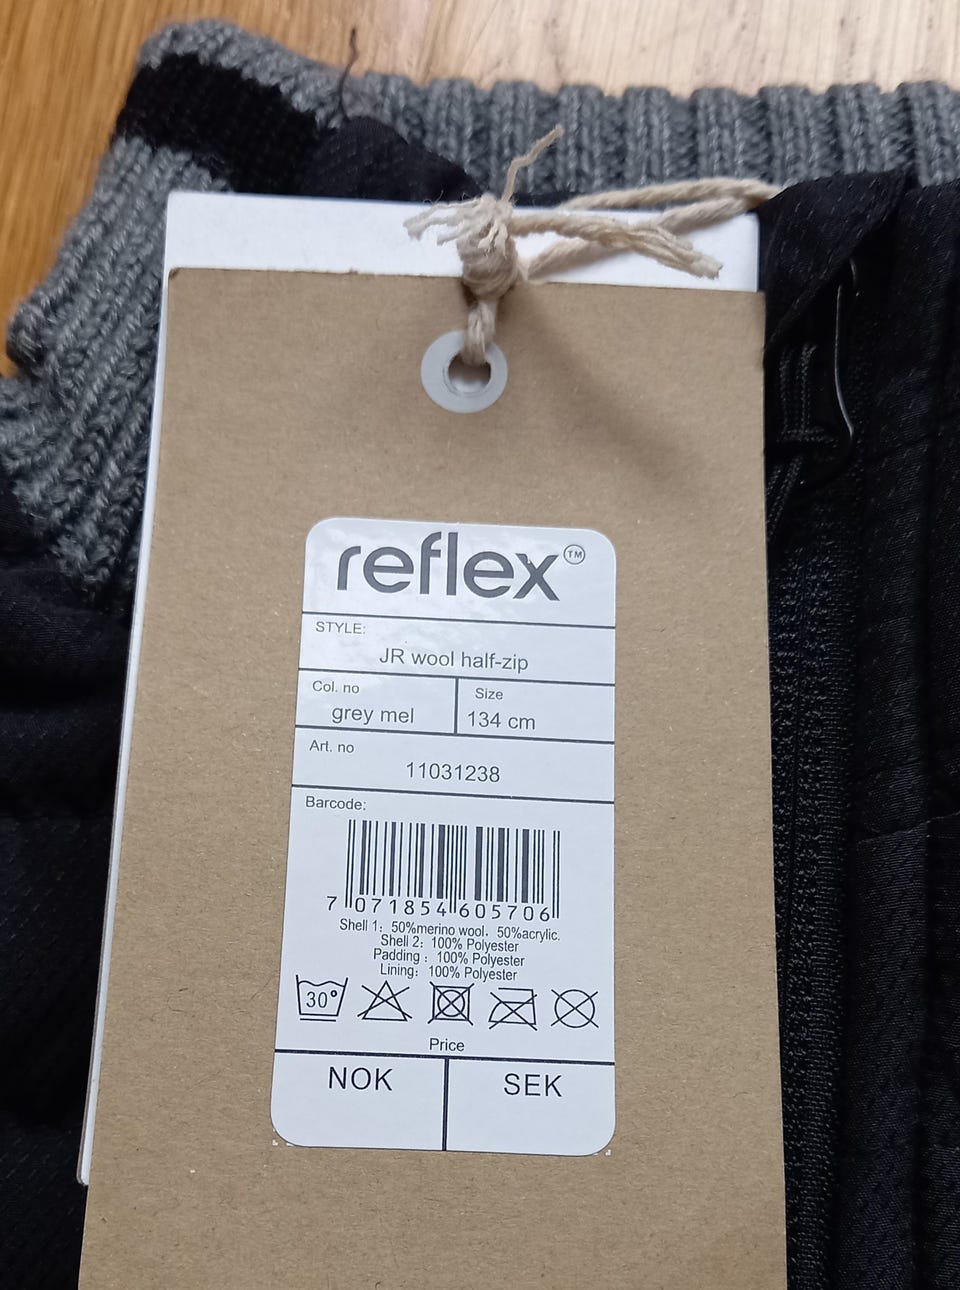 reflex™
STYLE:
JR wool half-zip
Col. no
grey mel
Size
134 cm
Art. no
11031238
Barcode:
7 071854 605706
Shell 1: 50%merino wool, 50%acrylic.
Shell 2: 100% Polyester
Padding : 100% Polyester
Lining: 100% Polyester
30°
Price
NOK
SEK